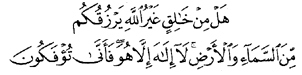 هَلْ مِنْ خَـٰلِقٍ غَيْرُ ٱللَّهِ يَرْزُقُكُم
مِّنَ ٱلسَّمَآءِ وَٱلْأَرْضِ ۚ لَآ إِلَـٰهَ إِلَّا هُوَ ۖ فَأَنَّىٰ تُؤْفَكُونَ